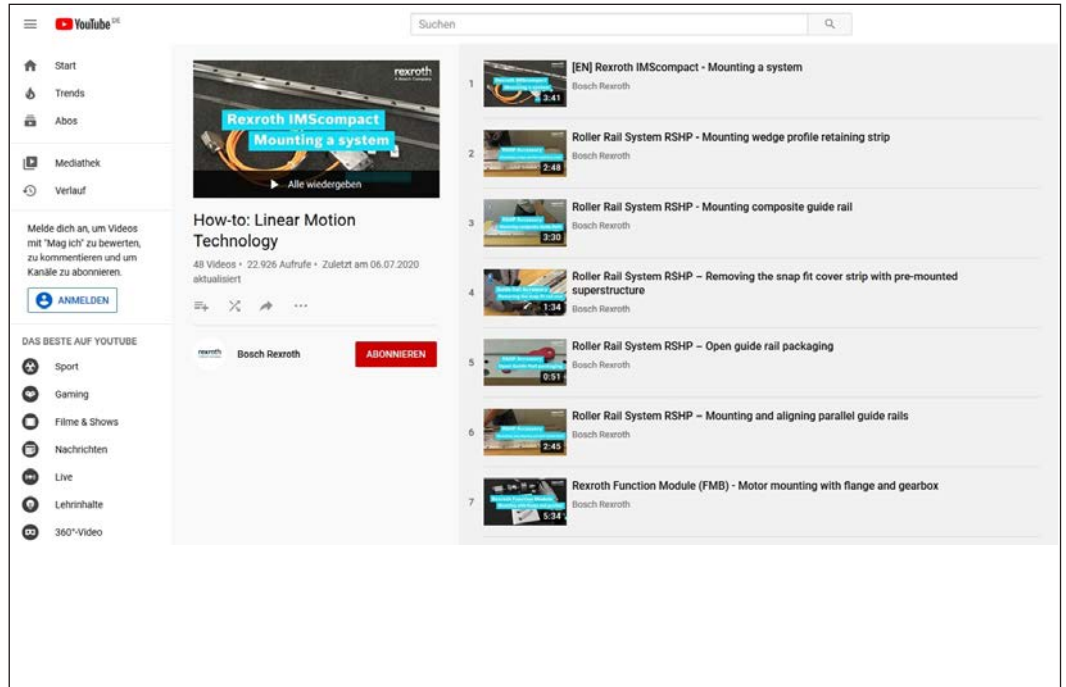 YouTube DE
Suchen
Start
Trends
Abos
Mediathek
Verlauf
Melde dich an, um Videos
mit "Mag ich" zu bewerten,
zu kommentieren und um
Kanäle zu abonnieren.
ANMELDEN
DAS BESTE AUF YOUTUBE
Sport
Gaming
Filme & Shows
Nachrichten
Live
Lehrinhalte
360°-Video
rexroth
A Bosch Company
Rexroth IMScompact
Mounting a system
Alle wiedergeben
How-to: Linear Motion
Technology
48 Videos • 22.926 Aufrufe • Zuletzt am 06.07.2020
aktualisiert
rexroth
Bosch Rexroth
ABONNIEREN
1
3:41
[EN] Rexroth IMScompact - Mounting a system
Bosch Rexroth
2
2:48
Roller Rail System RSHP - Mounting wedge profile retaining strip
Bosch Rexroth
3
3:30
Roller Rail System RSHP - Mounting composite guide rail
Bosch Rexroth
4
1:34
Roller Rail System RSHP – Removing the snap fit cover strip with pre-mounted
superstructure
Bosch Rexroth
5
0:51
Roller Rail System RSHP – Open guide rail packaging
Bosch Rexroth
6
2:45
Roller Rail System RSHP – Mounting and aligning parallel guide rails
Bosch Rexroth
7
5:34
Rexroth Function Module (FMB) - Motor mounting with flange and gearbox
Bosch Rexroth